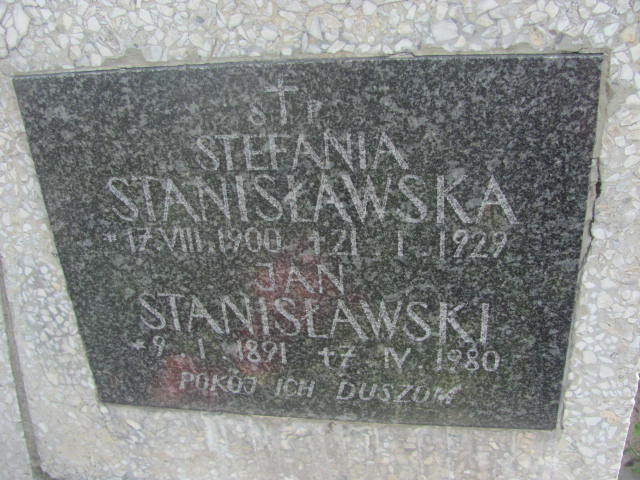 Ś † P
STEFANIA
STANISŁAWSKA
* 17 VIII. 1900 † 21 I. 1929
JAN
STANISŁAWSKI
* 9. I. 1891 † 7 IV. 1980
POKÓJ ICH DUSZOM